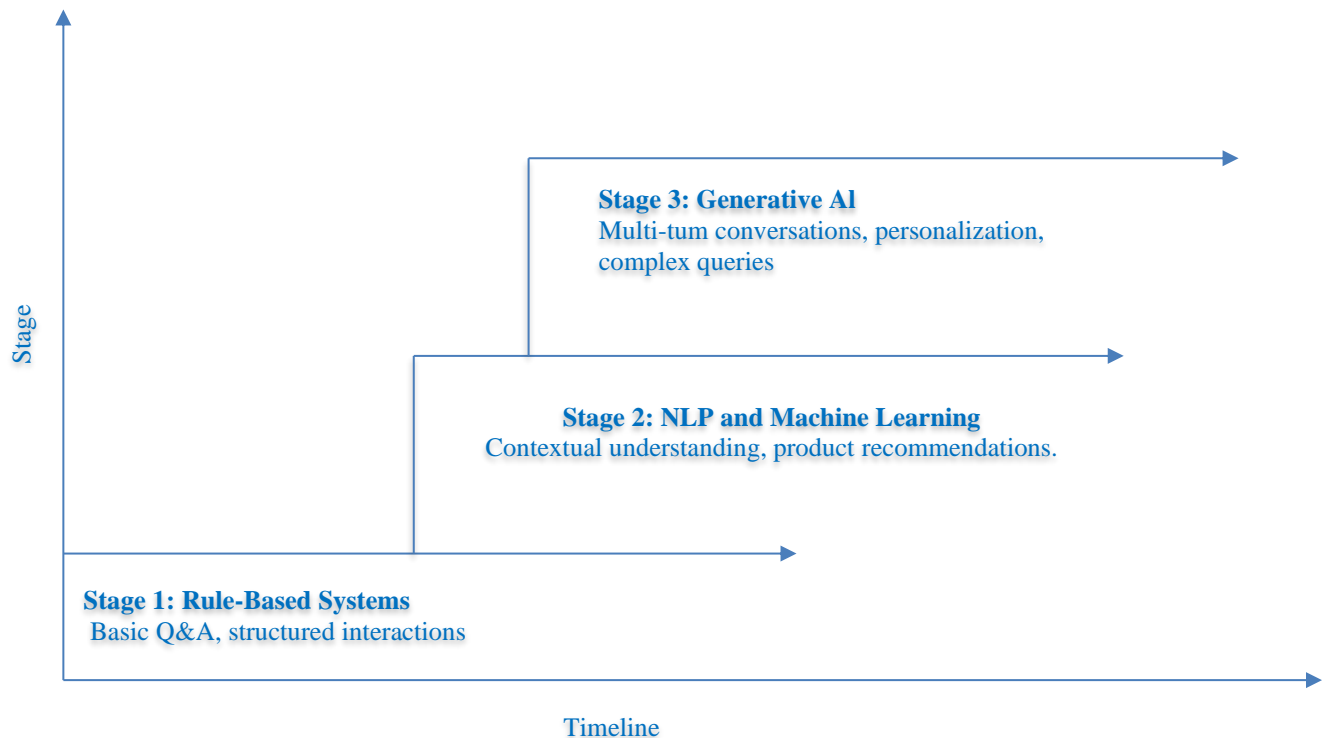 Stage 3: Generative Al
Multi-tum conversations, personalization,
complex queries
Stage
Stage 2: NLP and Machine Learning
Contextual understanding, product recommendations.
Stage 1: Rule-Based Systems
Basic Q&A, structured interactions
Timeline